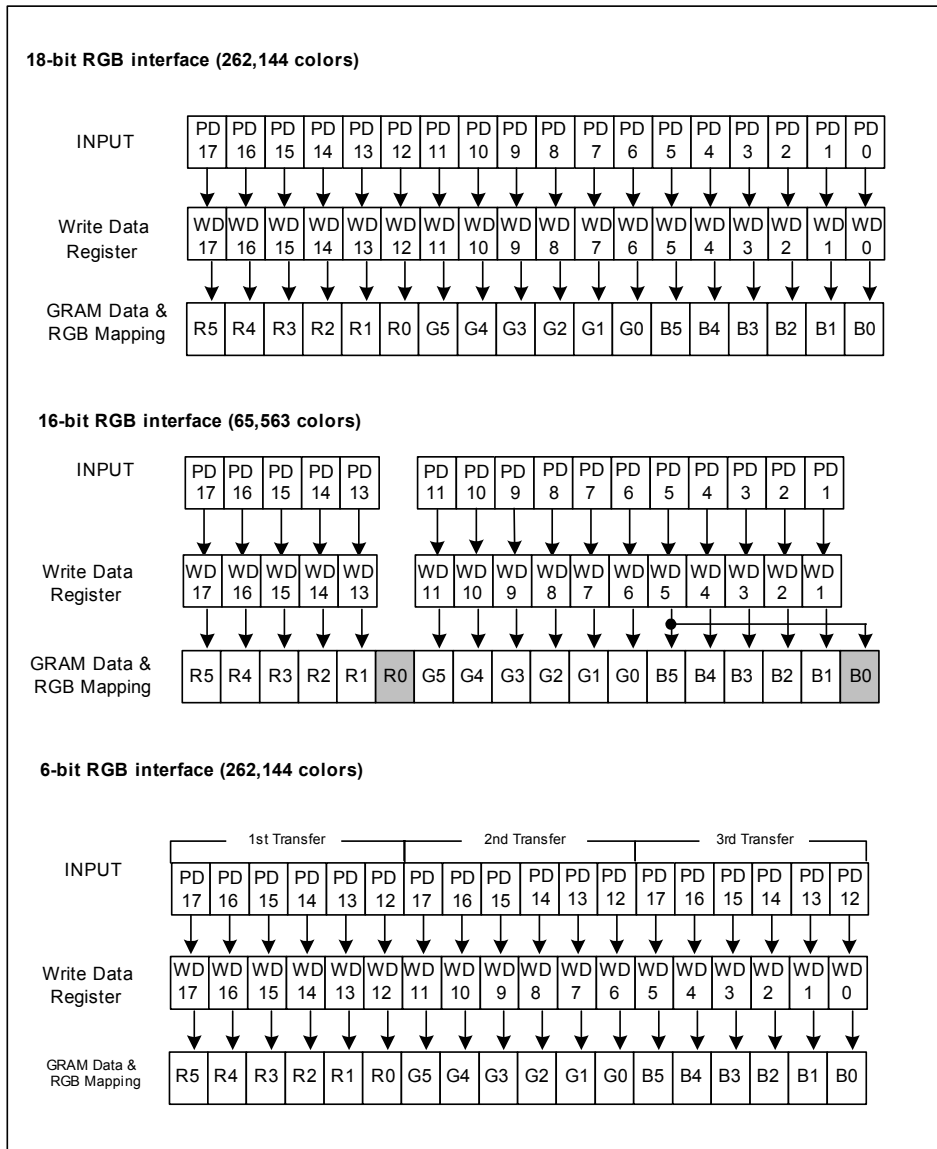 18-bit RGB interface (262,144 colors)
INPUT
PD PD PD PD PD PD PD PD PD PD PD PD PD PD PD PD PD PD
17 16 15 14 13 12 11 10 9 8 7 6 5 4 3 2 1 0
Write Data
Register
WD WD WD WD WD WD WD WD WD WD WD WD WD WD WD WD WD WD
17 16 15 14 13 12 11 10 9 8 7 6 5 4 3 2 1 0
GRAM Data &
RGB Mapping
R5 R4 R3 R2 R1 R0 G5 G4 G3 G2 G1 G0 B5 B4 B3 B2 B1 B0
16-bit RGB interface (65,563 colors)
INPUT
PD PD PD PD PD PD PD PD PD PD PD PD PD PD PD PD
17 16 15 14 13 11 10 9 8 7 6 5 4 3 2 1
Write Data
Register
WD WD WD WD WD WD WD WD WD WD WD WD WD WD WD WD
17 16 15 14 13 11 10 9 8 7 6 5 4 3 2 1
GRAM Data &
RGB Mapping
R5 R4 R3 R2 R1 R0 G5 G4 G3 G2 G1 G0 B5 B4 B3 B2 B1 B0
6-bit RGB interface (262,144 colors)
1st Transfer 2nd Transfer 3rd Transfer
INPUT
PD PD PD PD PD PD PD PD PD PD PD PD PD PD PD PD PD PD
17 16 15 14 13 12 17 16 15 14 13 12 17 16 15 14 13 12
Write Data
Register
WD WD WD WD WD WD WD WD WD WD WD WD WD WD WD WD WD WD
17 16 15 14 13 12 11 10 9 8 7 6 5 4 3 2 1 0
GRAM Data &
RGB Mapping
R5 R4 R3 R2 R1 R0 G5 G4 G3 G2 G1 G0 B5 B4 B3 B2 B1 B0